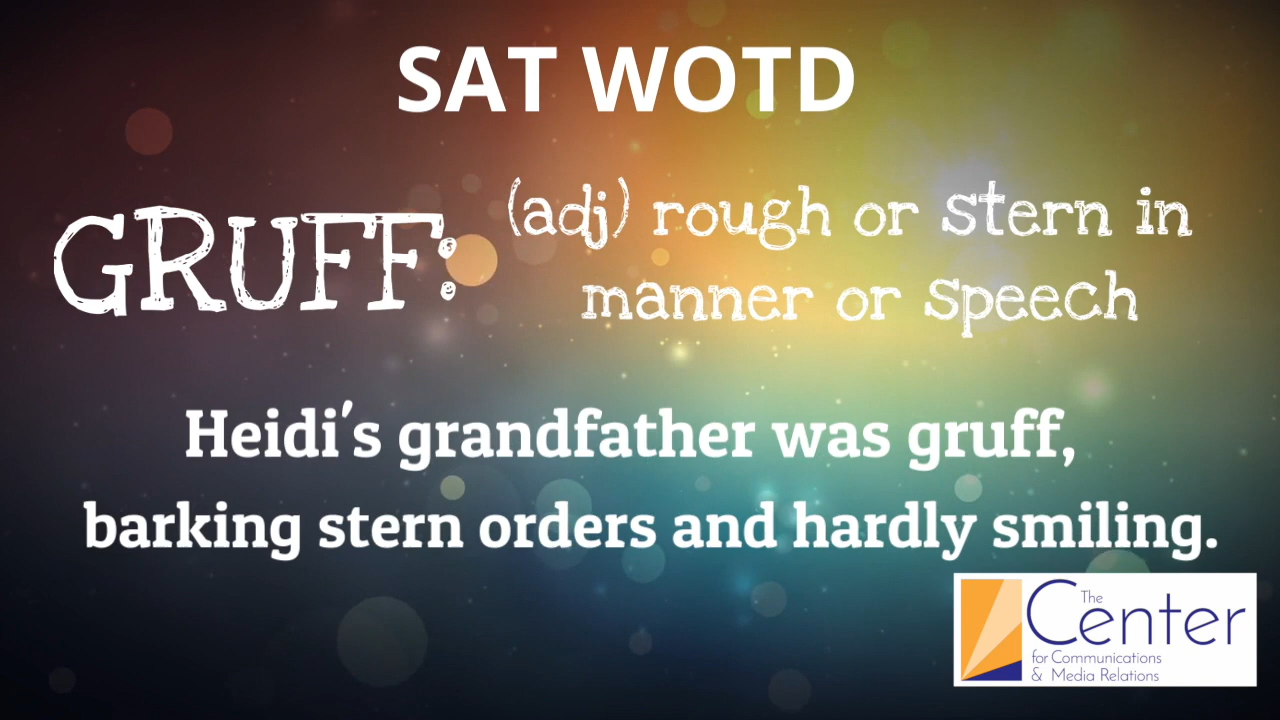 SAT WOTD
GRUFF:
(adj) rough or stern in
manner or speech
Heidi's grandfather was gruff,
barking stern orders and hardly smiling.
The
Center
for Communications
& Media Relations